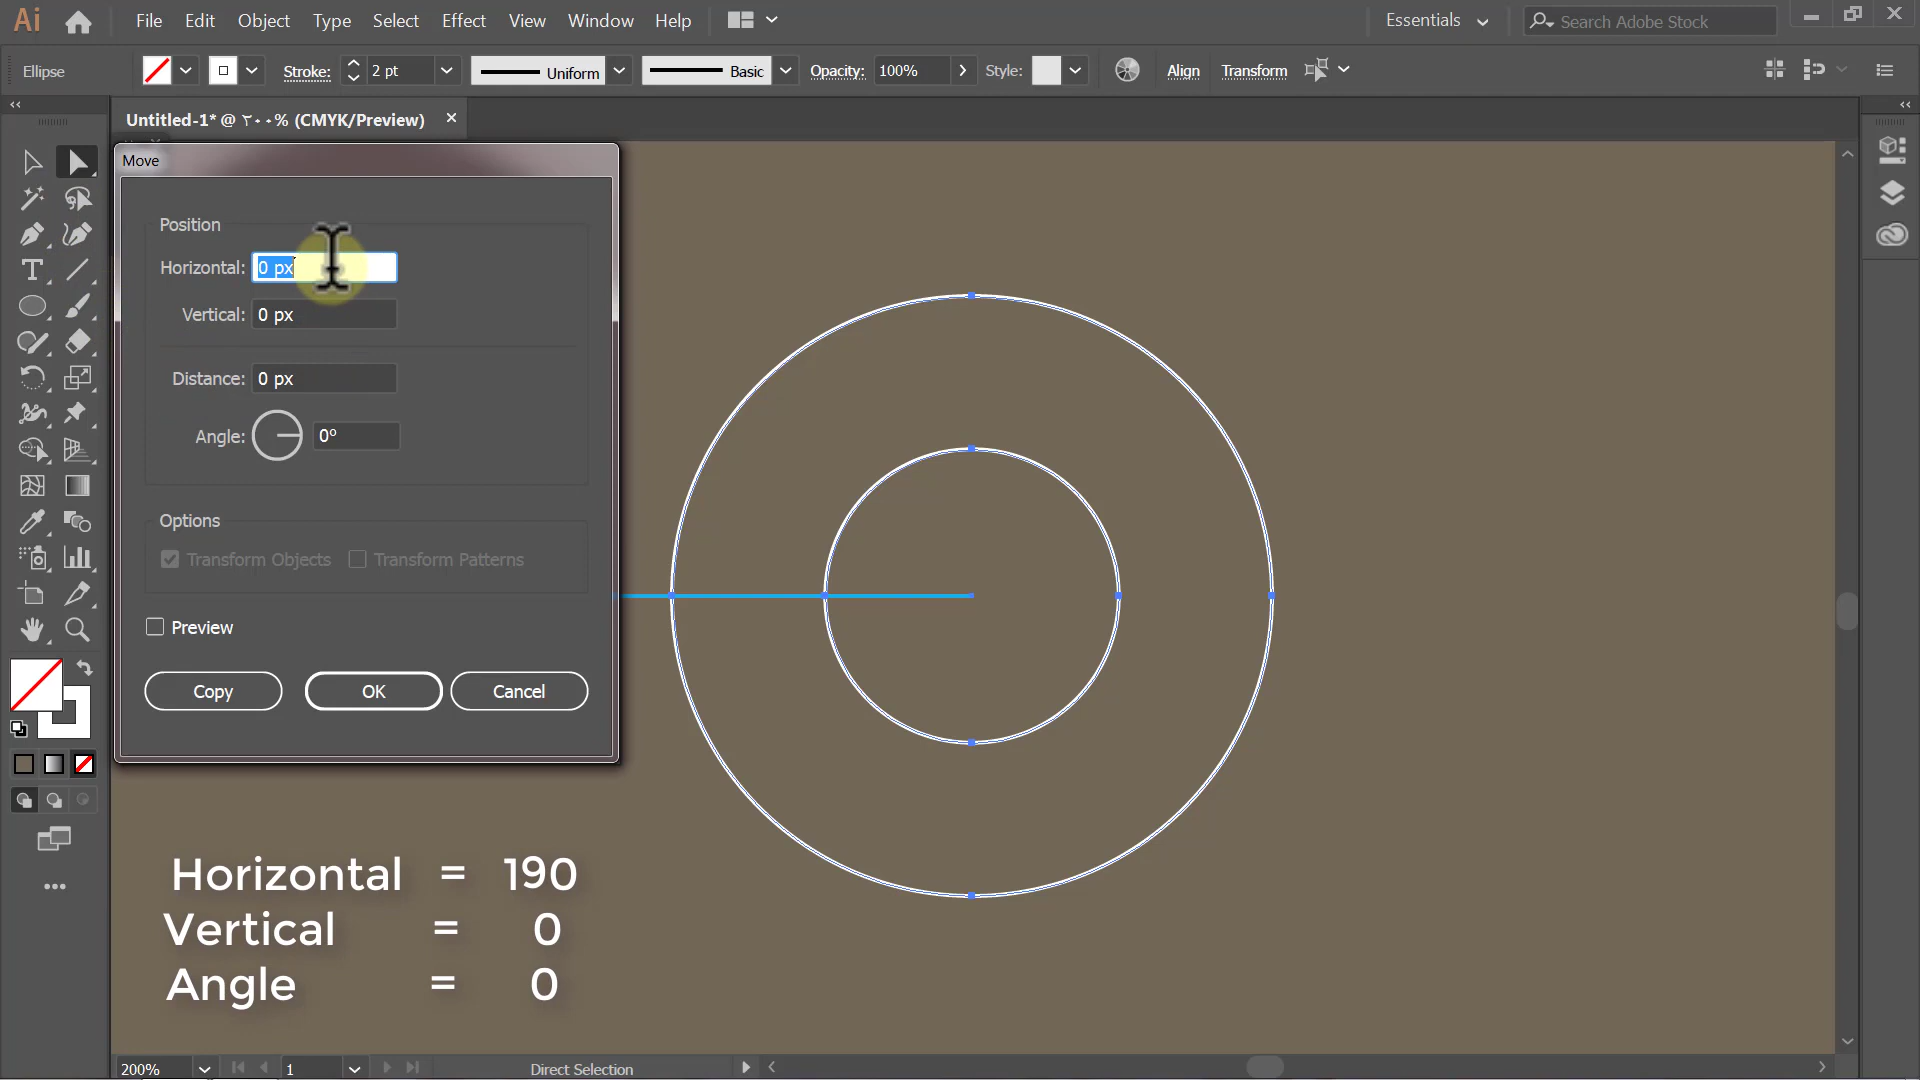 Ai File Edit Object Type Select Effect View Window Help Essentials Search Adobe Stock
Ellipse Stroke: 2 pt Uniform Basic Opacity: 100% Style: Align Transform
Untitled-1* @ ٢٠٠% (CMYK/Preview)
Move
Position
Horizontal: 0 px
Vertical: 0 px
Distance: 0 px
Angle: 0°
Options
Transform Objects Transform Patterns
Preview
Copy OK Cancel
Horizontal = 190
Vertical = 0
Angle = 0
200% 1 Direct Selection